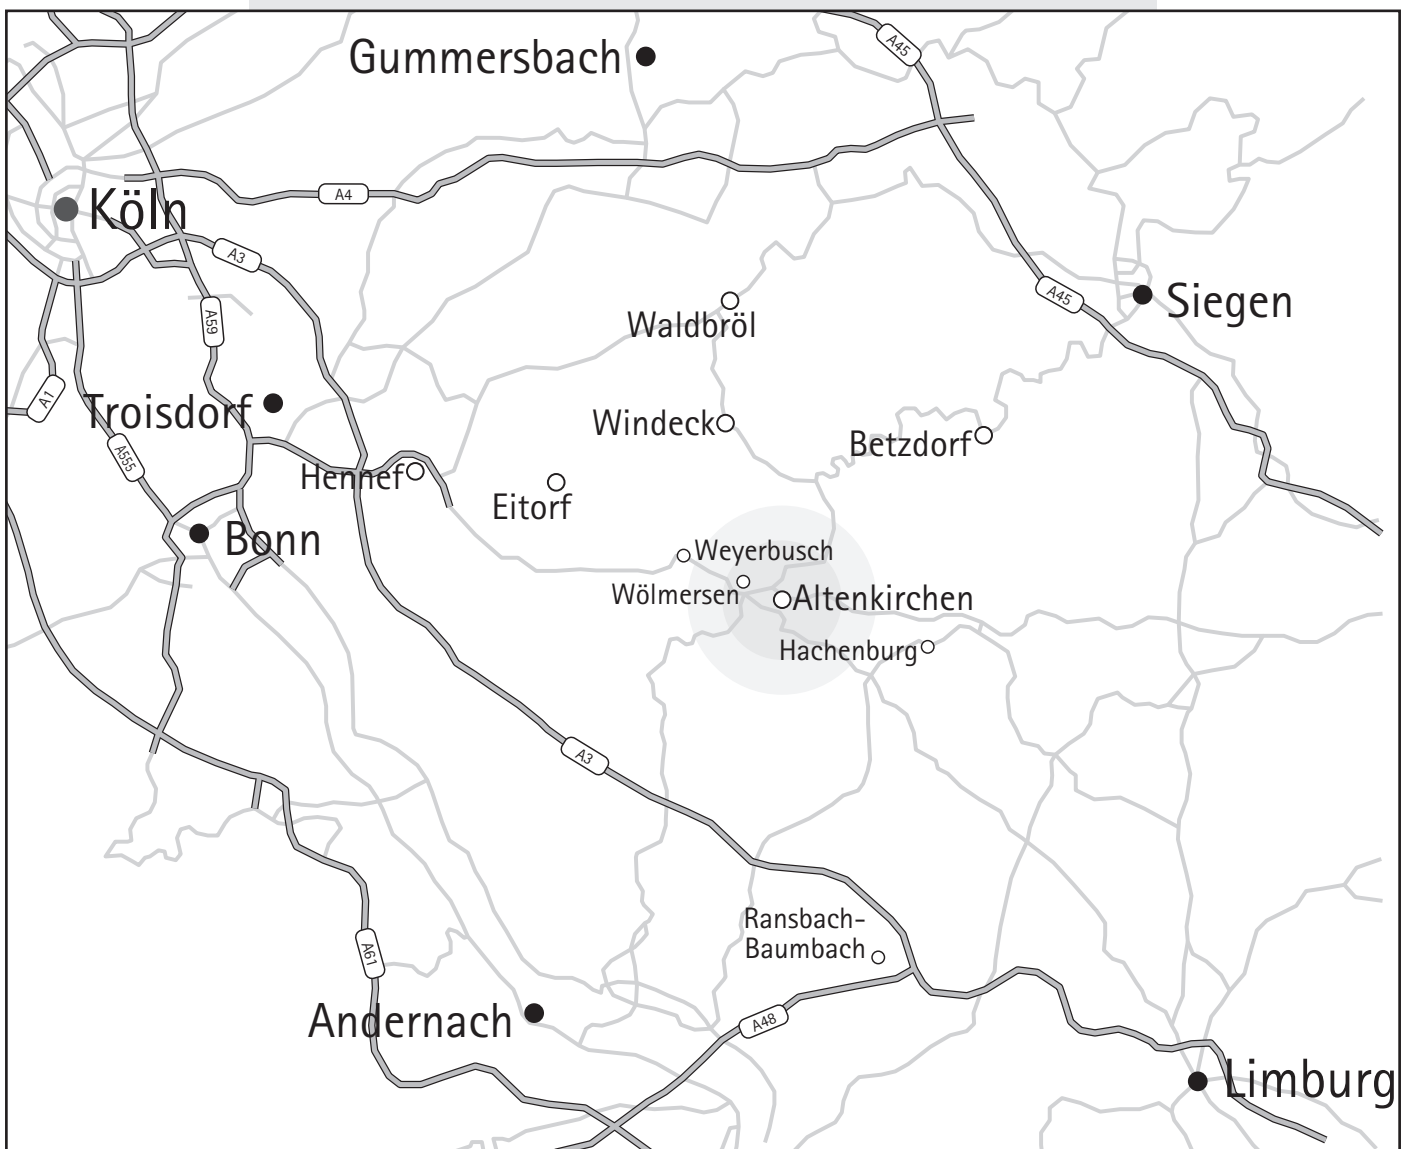 A45
Gummersbach
A4
Köln
A3
A45
Siegen
A59
Waldbröl
A1
Troisdorf
Windeck
Betzdorf
A555
Hennef
Eitorf
Bonn
Weyerbusch
Wölmersen
Altenkirchen
Hachenburg
A3
Ransbach-
Baumbach
A61
Andernach
A48
Limburg